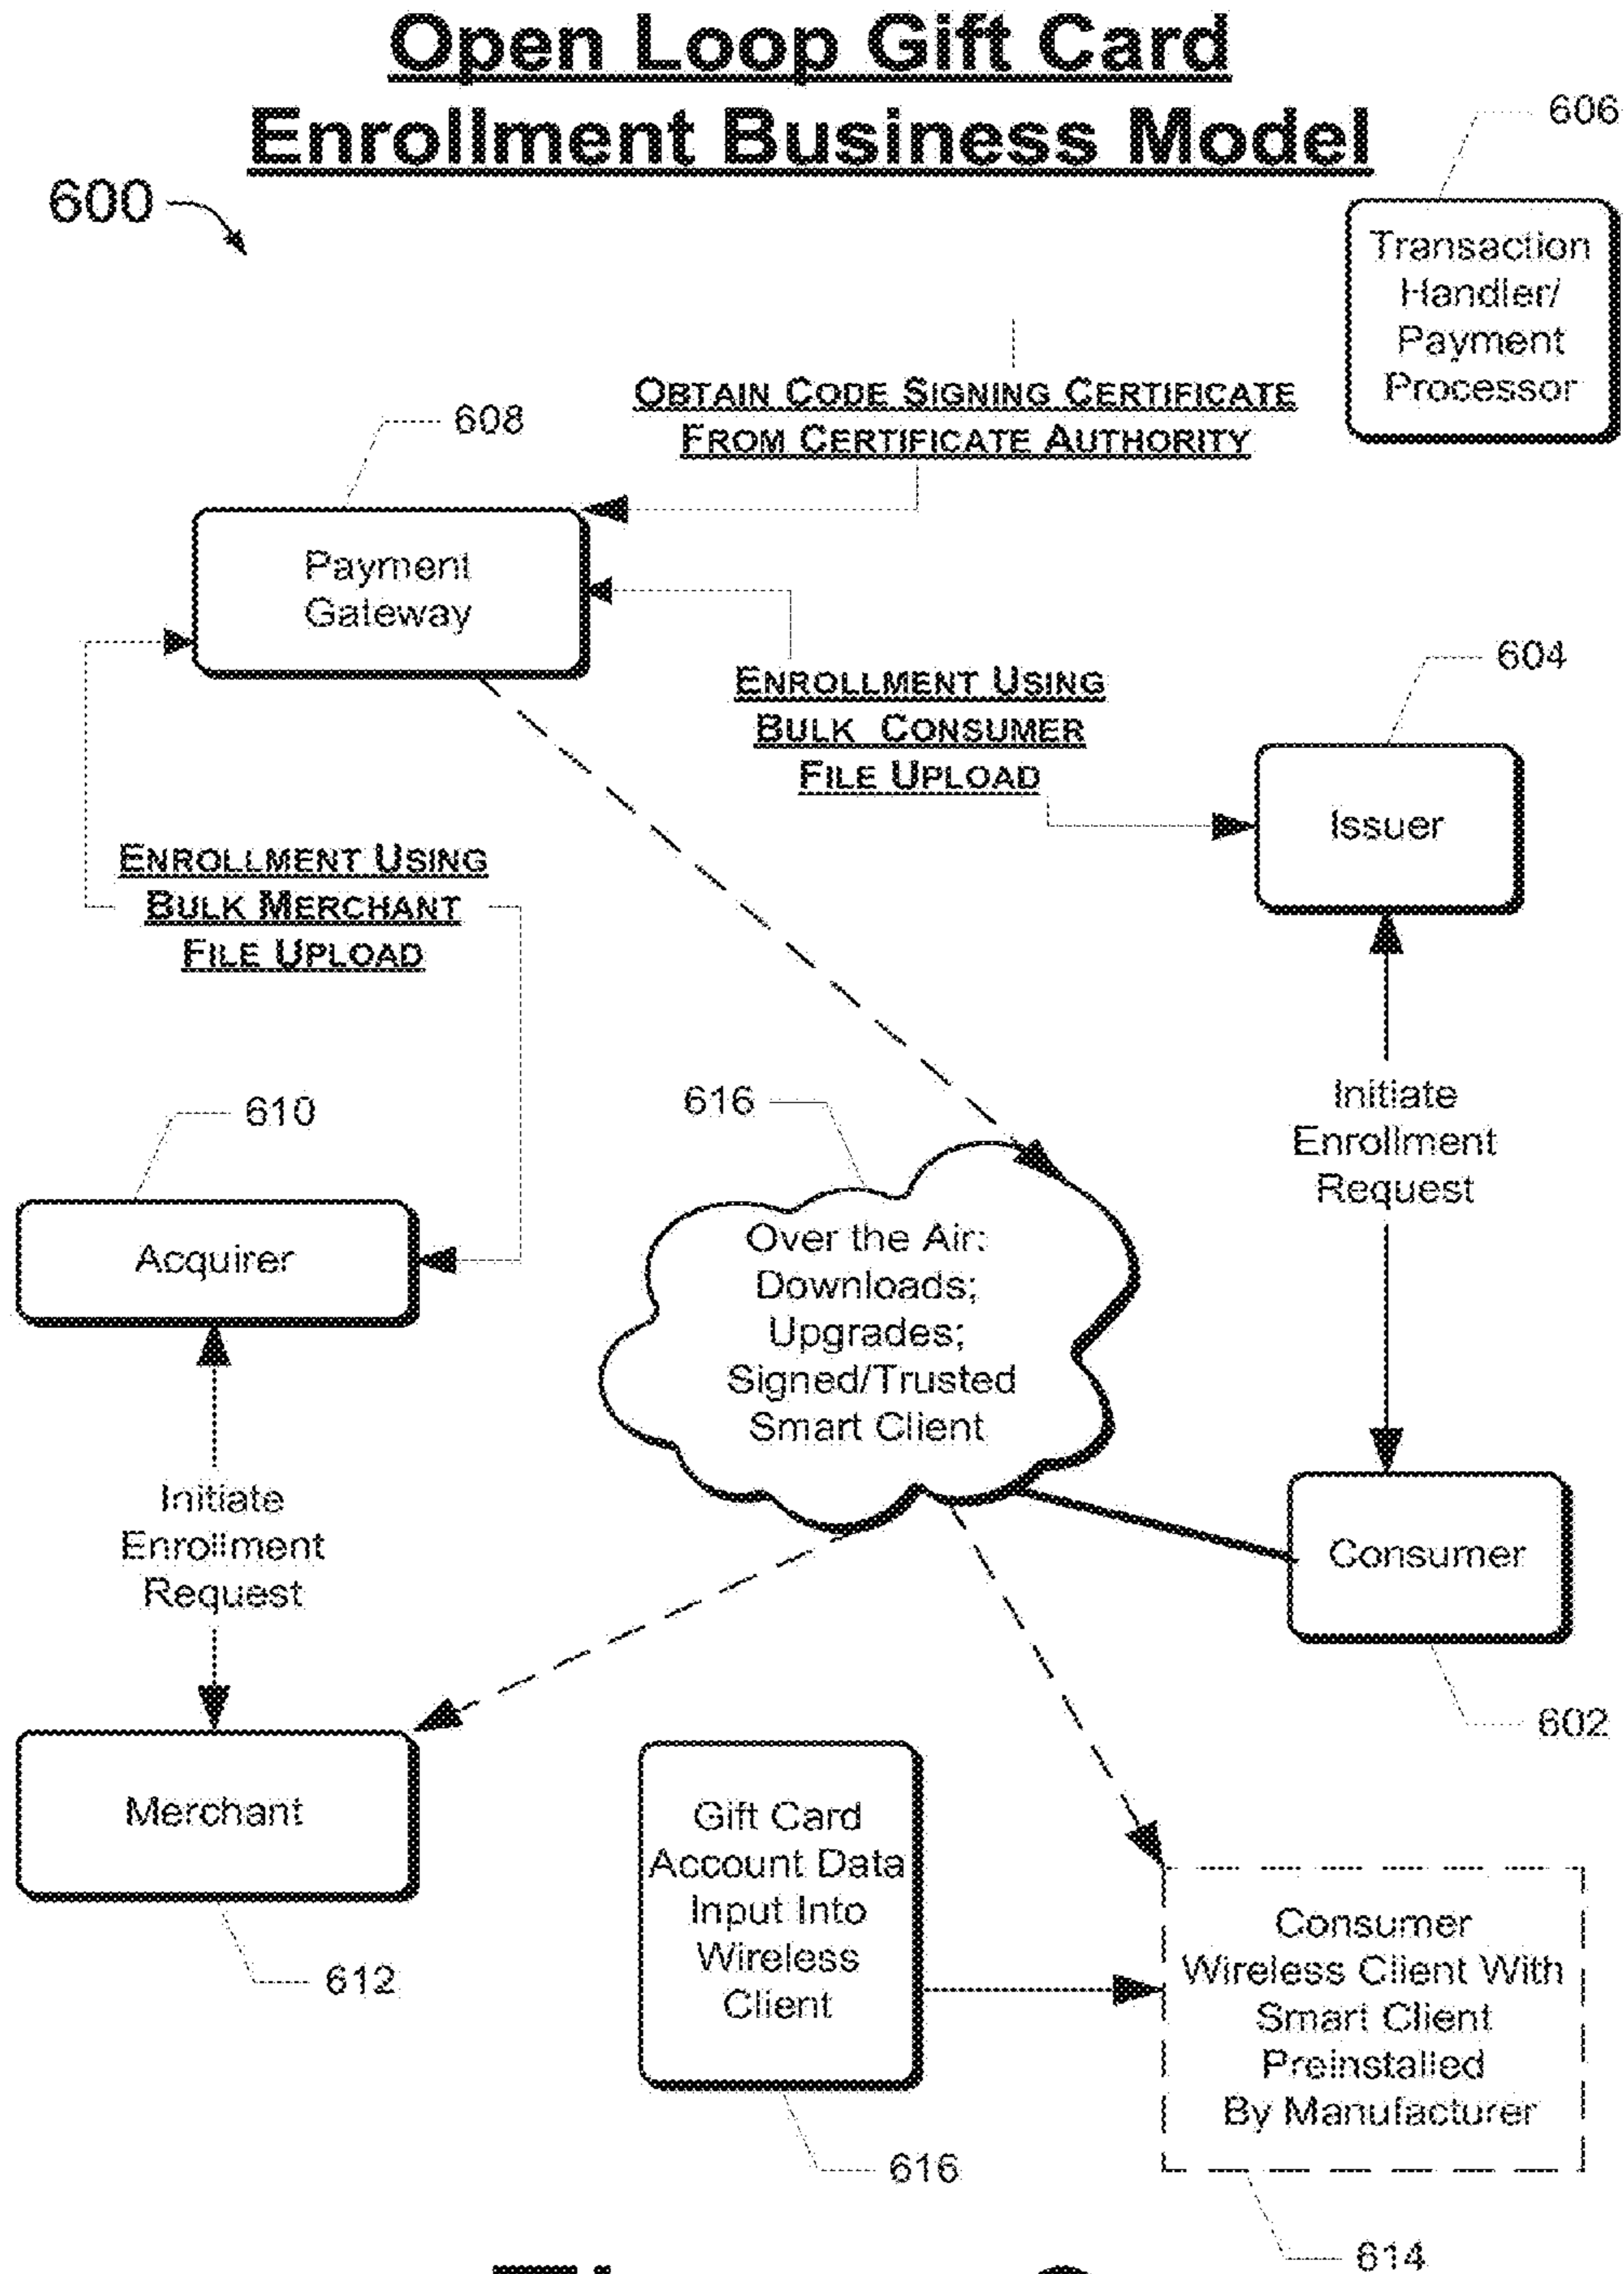 Open Loop Gift Card
Enrollment Business Model
600
606
Transaction
Handler/
Payment
Processor
OBTAIN CODE SIGNING CERTIFICATE
FROM CERTIFICATE AUTHORITY
608
Payment
Gateway
ENROLLMENT USING
BULK CONSUMER
FILE UPLOAD
604
Issuer
ENROLLMENT USING
BULK MERCHANT
FILE UPLOAD
610
Acquirer
616
Over the Air:
Downloads;
Upgrades;
Signed/Trusted
Smart Client
Initiate
Enrollment
Request
Initiate
Enrollment
Request
Consumer
602
Merchant
612
Gift Card
Account Data
Input Into
Wireless
Client
616
Consumer
Wireless Client With
Smart Client
Preinstalled
By Manufacturer
614